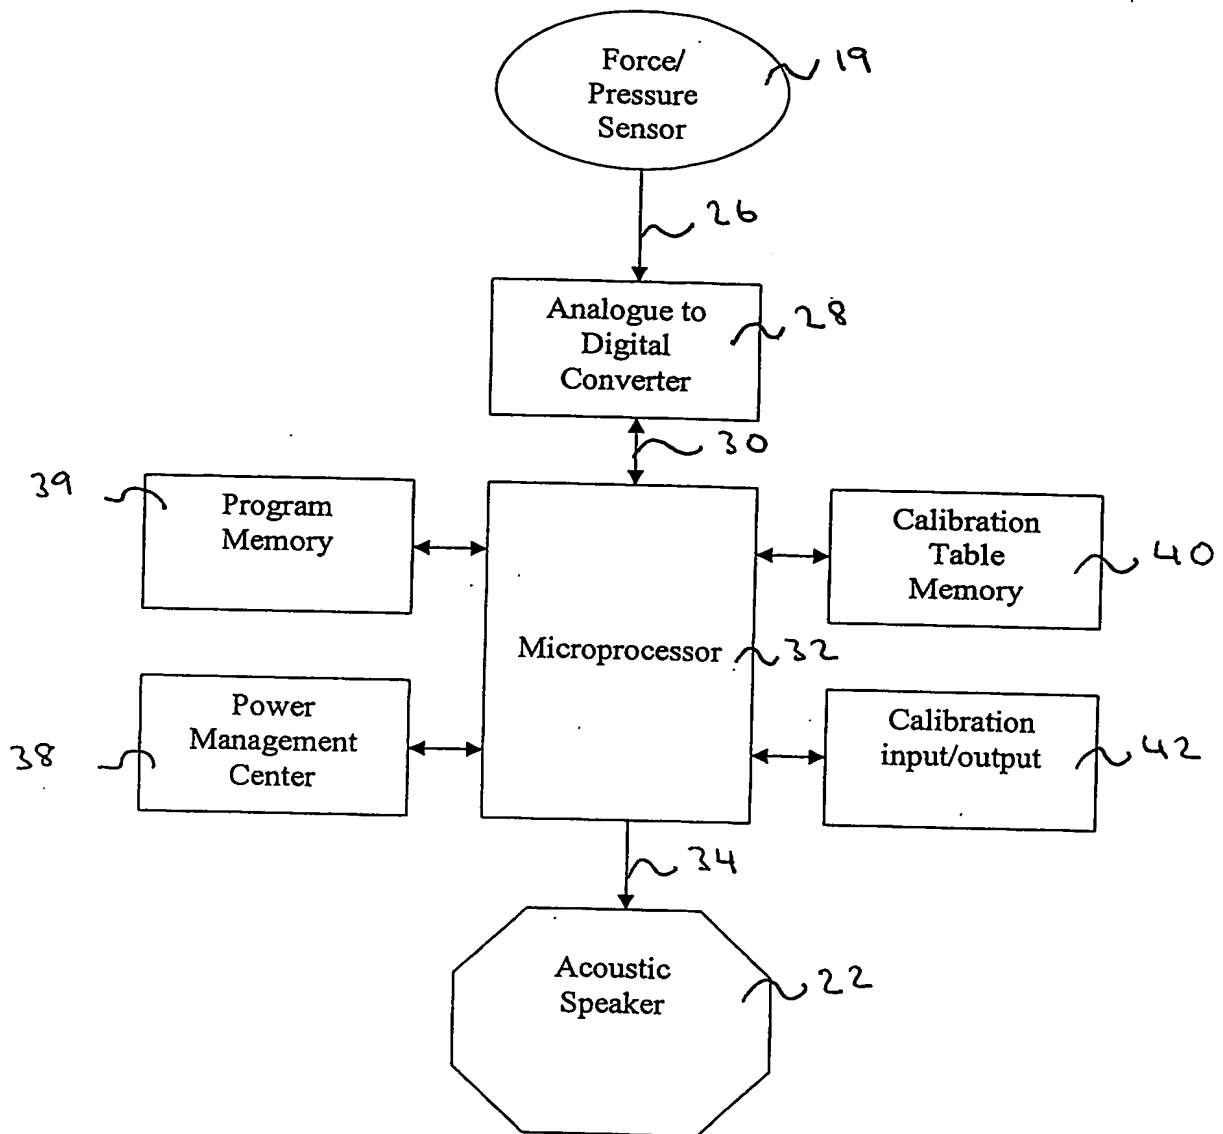 Force/
Pressure
Sensor
19
26
Analogue to
Digital
Converter
28
30
39
Program
Memory
Calibration
Table
Memory
40
Microprocessor
32
38
Power
Management
Center
Calibration
input/output
42
34
Acoustic
Speaker
22